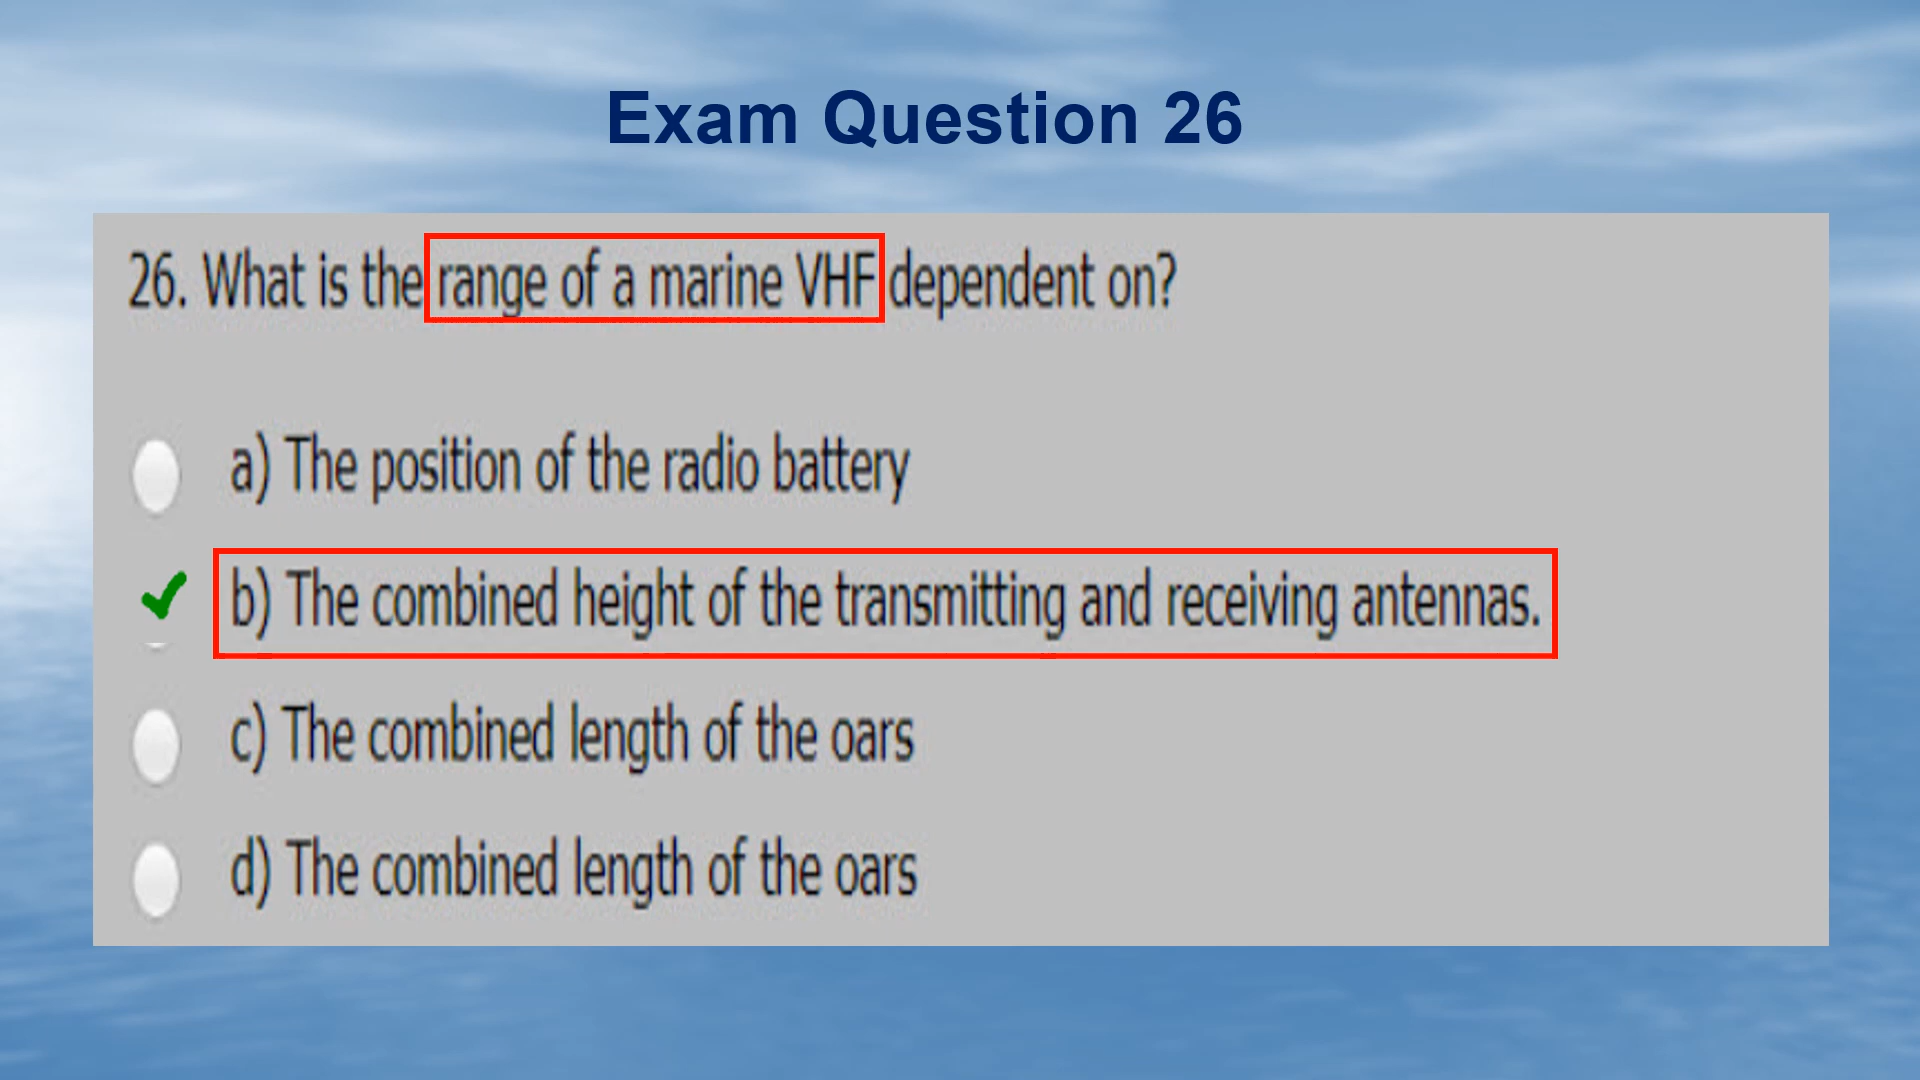 Exam Question 26
26. What is the range of a marine VHF dependent on?
a) The position of the radio battery
b) The combined height of the transmitting and receiving antennas.
c) The combined length of the oars
d) The combined length of the oars